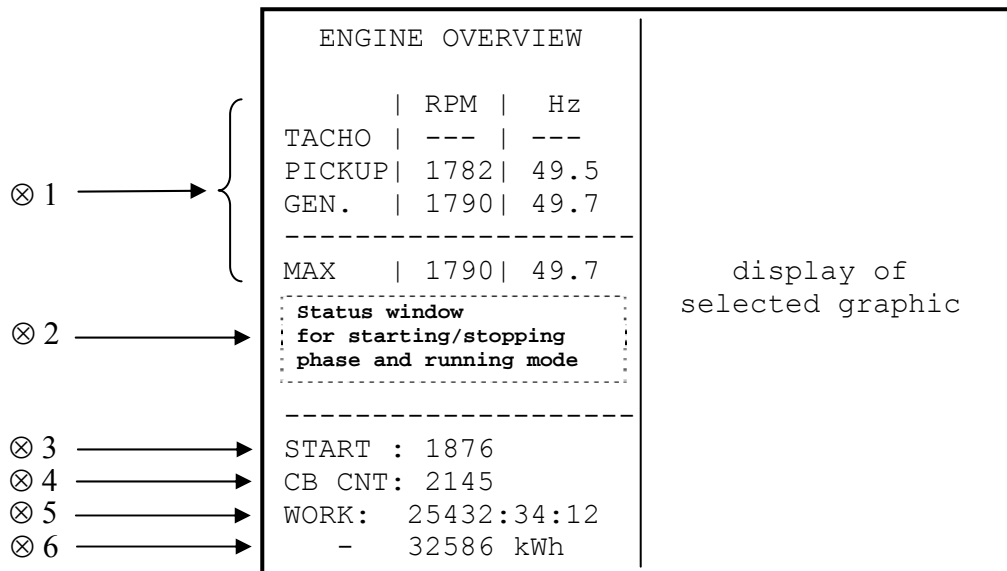 ENGINE OVERVIEW
| RPM | Hz
TACHO | --- | ---
PICKUP| 1782| 49.5
⊗ 1
GEN. | 1790| 49.7
--------------------
MAX | 1790| 49.7
display of
selected graphic
⊗ 2
Status window
for starting/stopping
phase and running mode
--------------------
⊗ 3 START : 1876
⊗ 4 CB CNT: 2145
⊗ 5 WORK: 25432:34:12
⊗ 6 - 32586 kWh